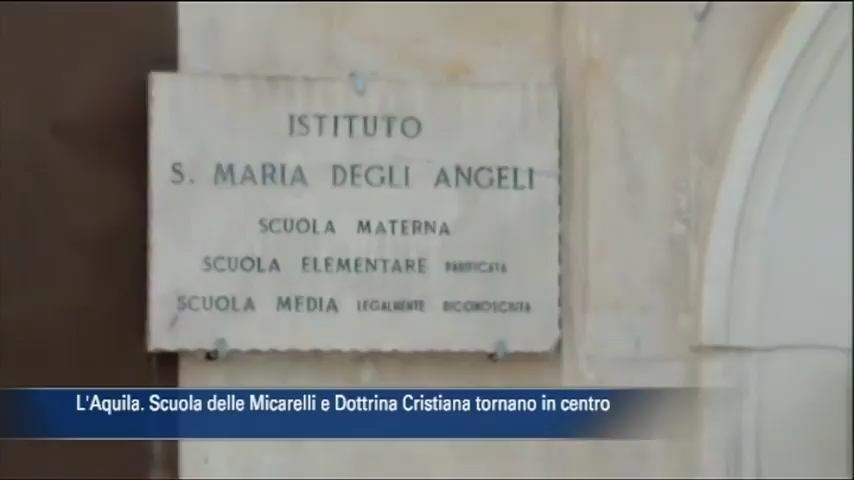 ISTITUTO
S. MARIA DEGLI ANGELI
SCUOLA MATERNA
SCUOLA ELEMENTARE PARIFICATA
SCUOLA MEDIA LEGALMENTE RICONOSCIUTA
L'Aquila. Scuola delle Micarelli e Dottrina Cristiana tornano in centro